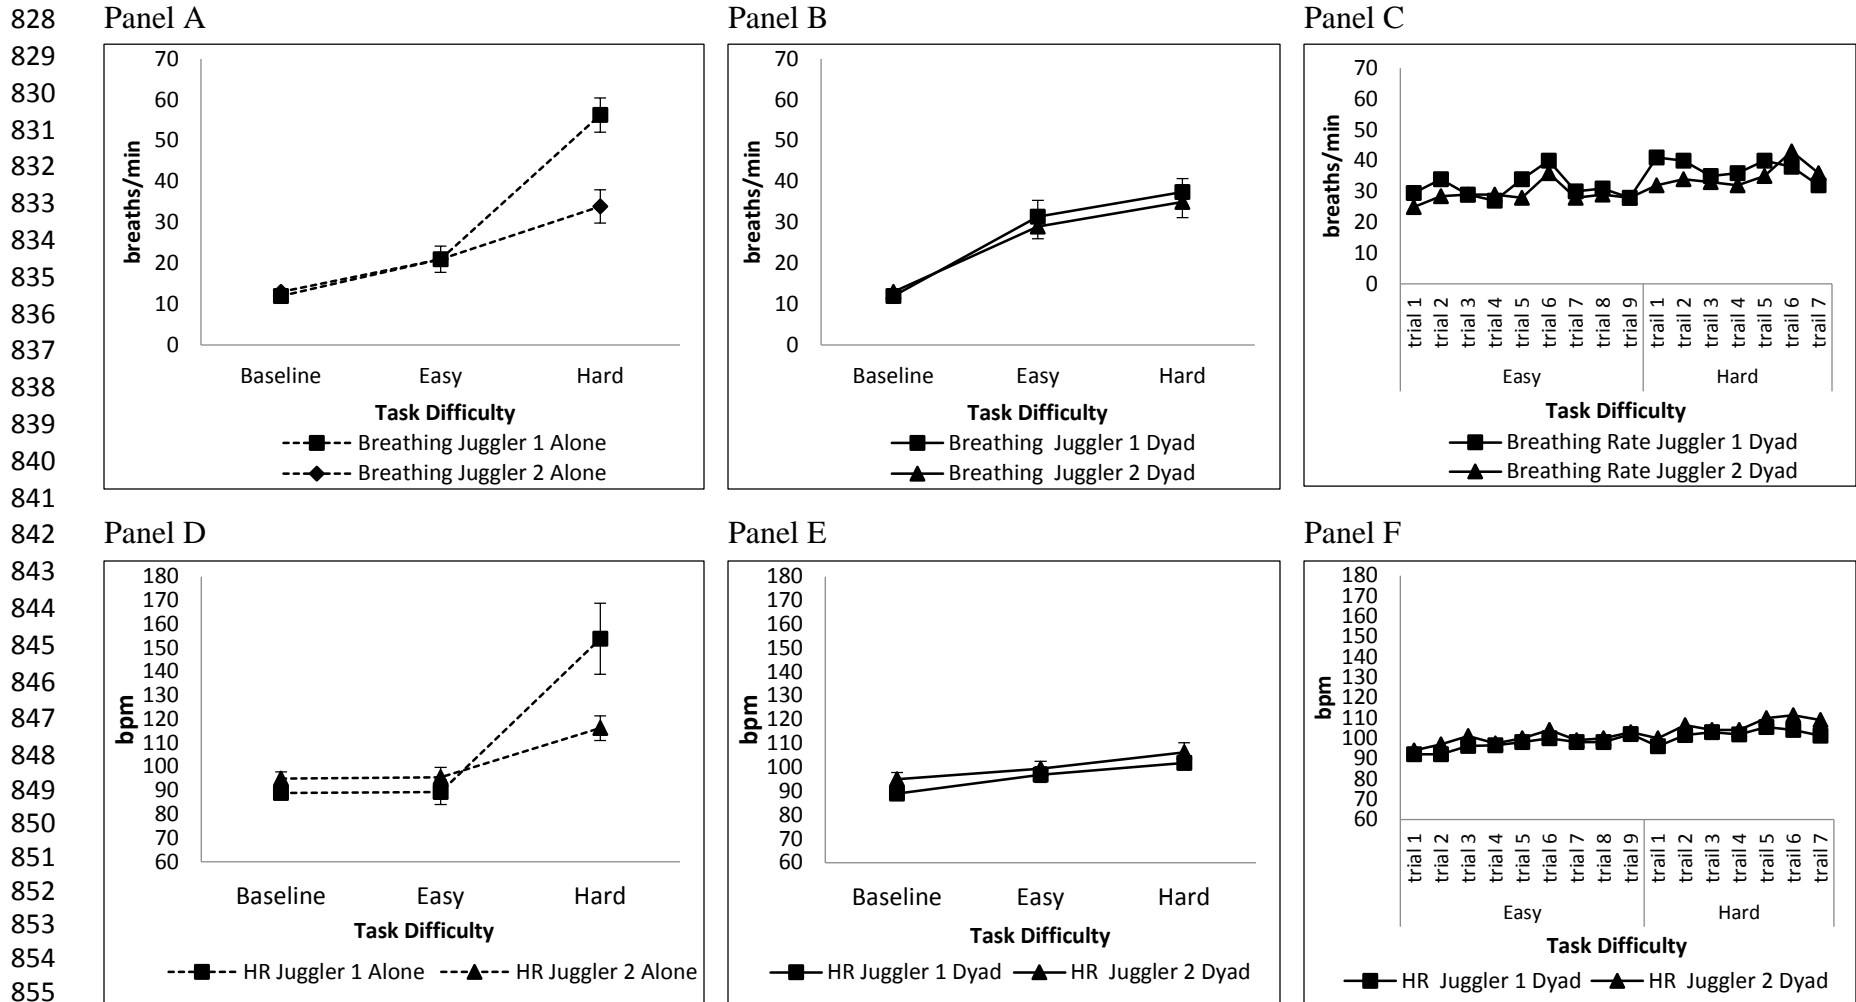 828
829
830
831
832
833
834
835
836
837
838
839
840
841
842
843
844
845
846
847
848
849
850
851
852
853
854
855
Panel A
70
60
50
40
30
20
10
0
breaths/min
Baseline Easy Hard
Task Difficulty
Breathing Juggler 1 Alone
Breathing Juggler 2 Alone
Panel B
70
60
50
40
30
20
10
0
breaths/min
Baseline Easy Hard
Task Difficulty
Breathing Juggler 1 Dyad
Breathing Juggler 2 Dyad
Panel C
70
60
50
40
30
20
10
0
breaths/min
trial 1
trial 2
trial 3
trial 4
trial 5
trial 6
trial 7
trial 8
trial 9
trail 1
trail 2
trail 3
trail 4
trail 5
trail 6
trail 7
Easy Hard
Task Difficulty
Breathing Rate Juggler 1 Dyad
Breathing Rate Juggler 2 Dyad
Panel D
180
170
160
150
140
130
120
110
100
90
80
70
60
bpm
Baseline Easy Hard
Task Difficulty
HR Juggler 1 Alone HR Juggler 2 Alone
Panel E
180
170
160
150
140
130
120
110
100
90
80
70
60
bpm
Baseline Easy Hard
Task Difficulty
HR Juggler 1 Dyad HR Juggler 2 Dyad
Panel F
180
170
160
150
140
130
120
110
100
90
80
70
60
bpm
trial 1
trial 2
trial 3
trial 4
trial 5
trial 6
trial 7
trial 8
trial 9
trail 1
trail 2
trail 3
trail 4
trail 5
trail 6
trail 7
Easy Hard
Task Difficulty
HR Juggler 1 Dyad HR Juggler 2 Dyad